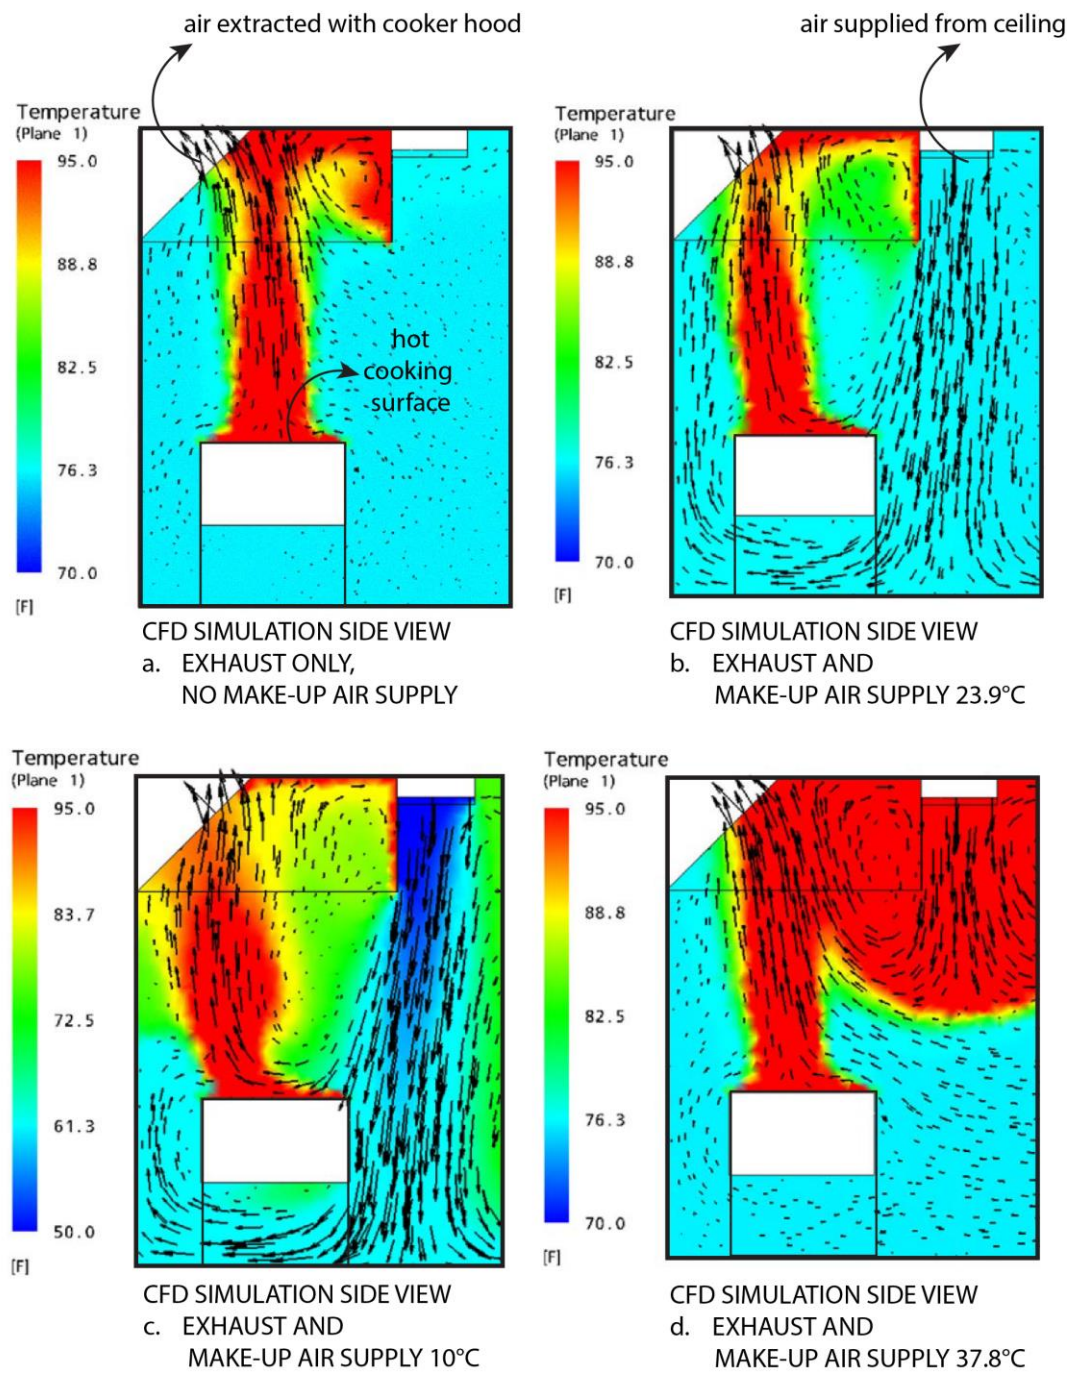 air extracted with cooker hood
air supplied from ceiling
Temperature
(Plane 1)
95.0
88.8
82.5
76.3
70.0
[F]
hot
cooking
surface
CFD SIMULATION SIDE VIEW
a. EXHAUST ONLY,
NO MAKE-UP AIR SUPPLY
Temperature
(Plane 1)
95.0
88.8
82.5
76.3
70.0
[F]
CFD SIMULATION SIDE VIEW
b. EXHAUST AND
MAKE-UP AIR SUPPLY 23.9°C
Temperature
(Plane 1)
95.0
83.7
72.5
61.3
50.0
[F]
CFD SIMULATION SIDE VIEW
c. EXHAUST AND
MAKE-UP AIR SUPPLY 10°C
Temperature
(Plane 1)
95.0
88.8
82.5
76.3
70.0
[F]
CFD SIMULATION SIDE VIEW
d. EXHAUST AND
MAKE-UP AIR SUPPLY 37.8°C